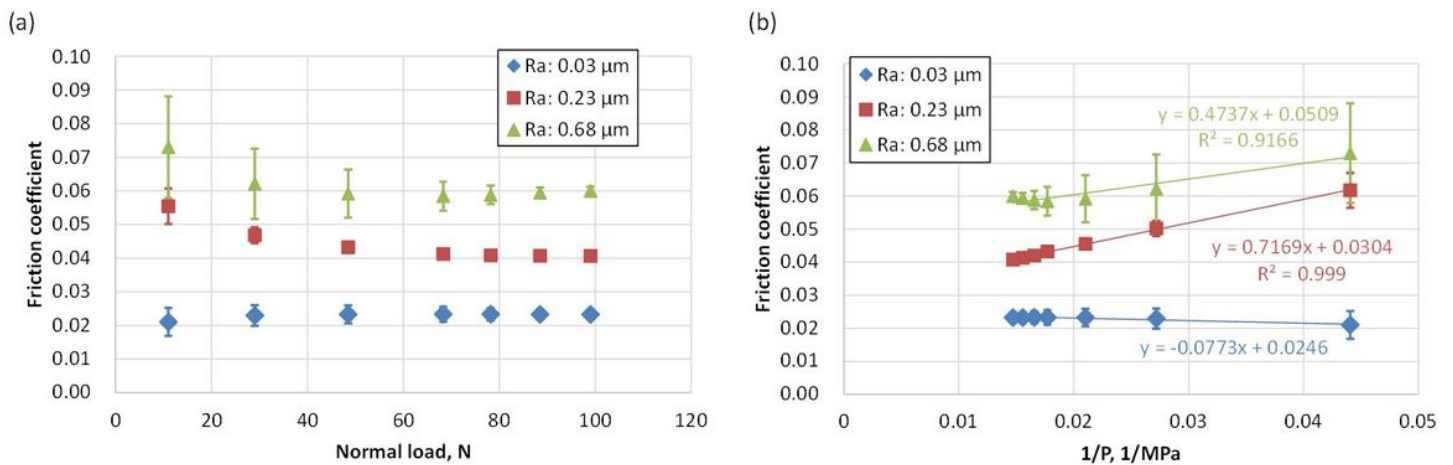 (a)
0.10
0.09
0.08
0.07
0.06
0.05
0.04
0.03
0.02
0.01
0.00
Friction coefficient
Ra: 0.03 µm
Ra: 0.23 µm
Ra: 0.68 µm
0 20 40 60 80 100 120
Normal load, N
(b)
0.10
0.09
0.08
0.07
0.06
0.05
0.04
0.03
0.02
0.01
0.00
Friction coefficient
Ra: 0.03 µm
Ra: 0.23 µm
Ra: 0.68 µm
y = 0.4737x + 0.0509
R² = 0.9166
y = 0.7169x + 0.0304
R² = 0.999
y = -0.0773x + 0.0246
0 0.01 0.02 0.03 0.04 0.05
1/P, 1/MPa